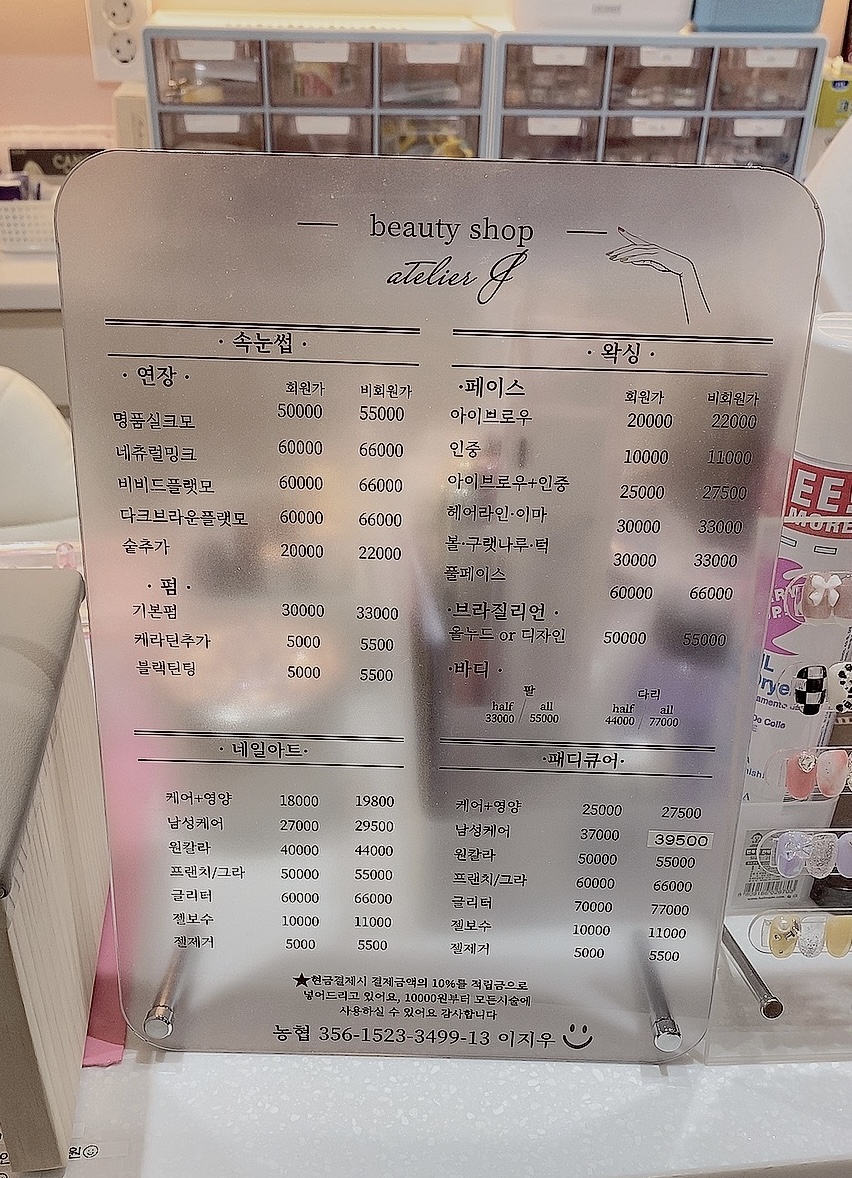 beauty shop
atelier J
· 속눈썹 ·
· 연장 ·
회원가 비회원가
명품실크모 50000 55000
네츄럴밍크 60000 66000
비비드플랫모 60000 66000
다크브라운플랫모 60000 66000
숱추가 20000 22000
· 펌 ·
기본펌 30000 33000
케라틴추가 5000 5500
블랙틴팅 5000 5500
· 왁싱 ·
·페이스 회원가 비회원가
아이브로우 20000 22000
인중 10000 11000
아이브로우+인중 25000 27500
헤어라인·이마 30000 33000
볼·구랫나루·턱 30000 33000
풀페이스 60000 66000
·브라질리언 ·
올누드 or 디자인 50000 55000
·바디 ·
팔 다리
half / all half / all
33000 55000 44000 77000
· 네일아트·
케어+영양 18000 19800
남성케어 27000 29500
원칼라 40000 44000
프랜치/그라 50000 55000
글리터 60000 66000
젤보수 10000 11000
젤제거 5000 5500
·패디큐어·
케어+영양 25000 27500
남성케어 37000 39500
원칼라 50000 55000
프랜치/그라 60000 66000
글리터 70000 77000
젤보수 10000 11000
젤제거 5000 5500
★현금결제시 결제금액의 10%를 적립금으로
넣어드리고 있어요, 10000원부터 모든시술에
사용하실 수 있어요 감사합니다
농협 356-1523-3499-13 이지우
MORE
원